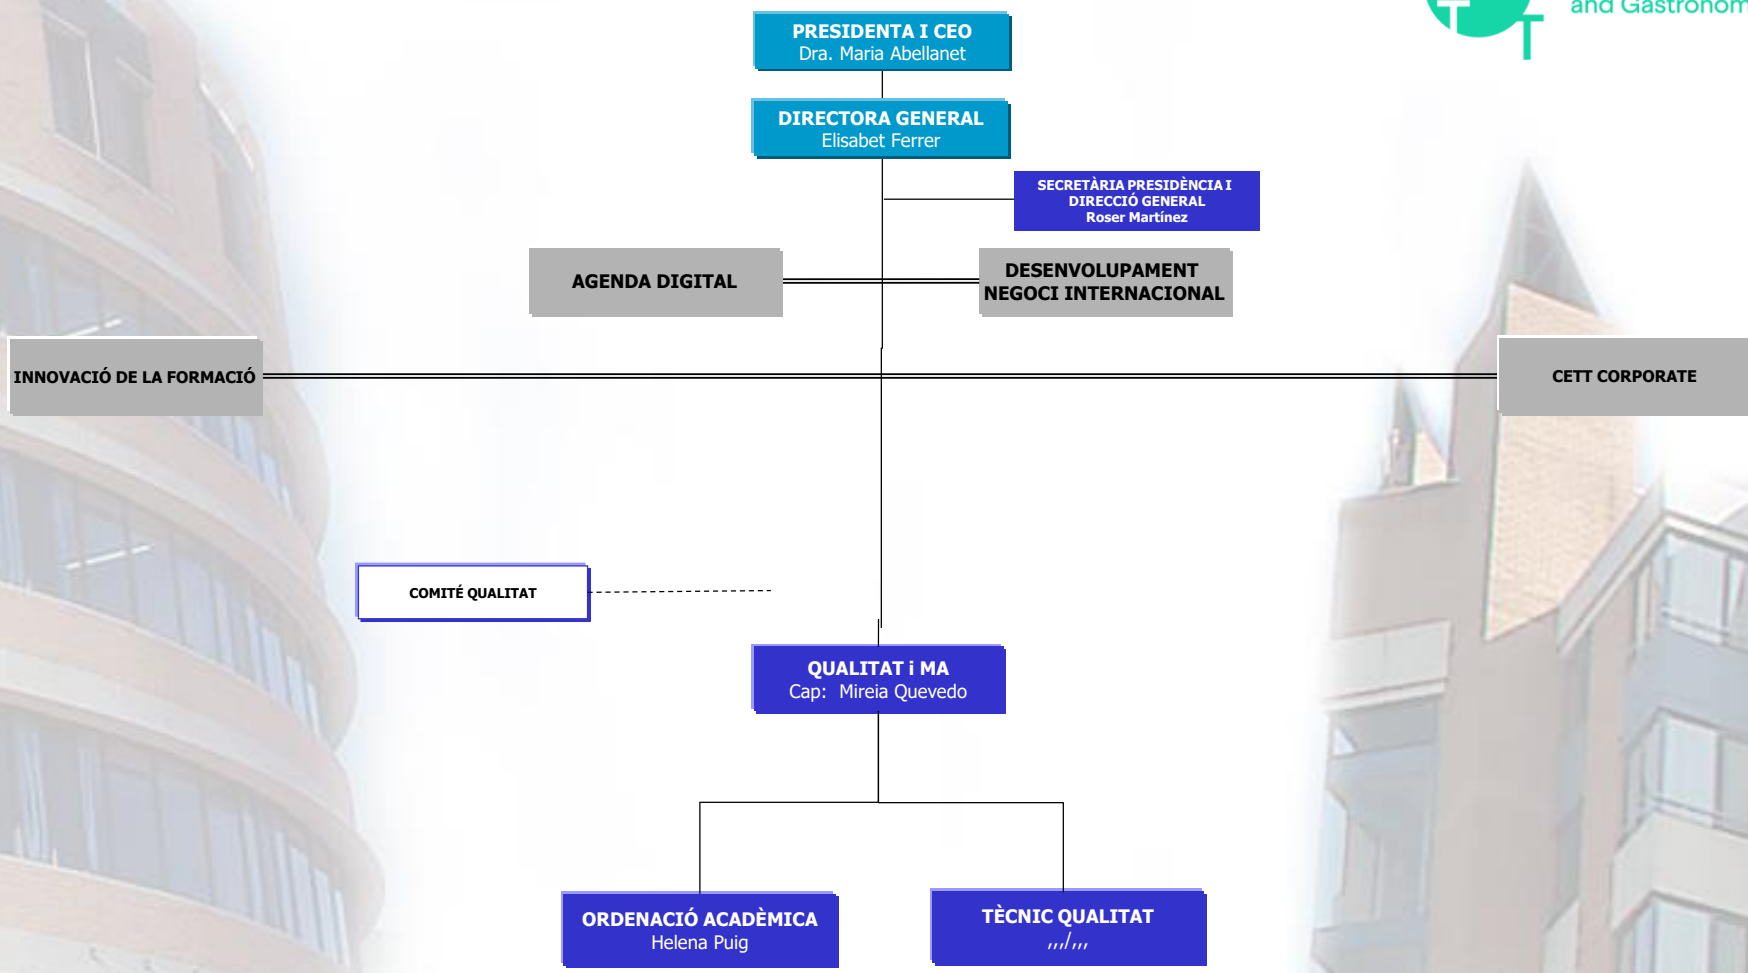 and Gastronom
T
T
PRESIDENTA I CEO
Dra. Maria Abellanet
DIRECTORA GENERAL
Elisabet Ferrer
SECRETÀRIA PRESIDÈNCIA I
DIRECCIÓ GENERAL
Roser Martínez
AGENDA DIGITAL
DESENVOLUPAMENT
NEGOCI INTERNACIONAL
INNOVACIÓ DE LA FORMACIÓ
CETT CORPORATE
COMITÉ QUALITAT
QUALITAT i MA
Cap: Mireia Quevedo
ORDENACIÓ ACADÈMICA
Helena Puig
TÈCNIC QUALITAT
,,,/,,,